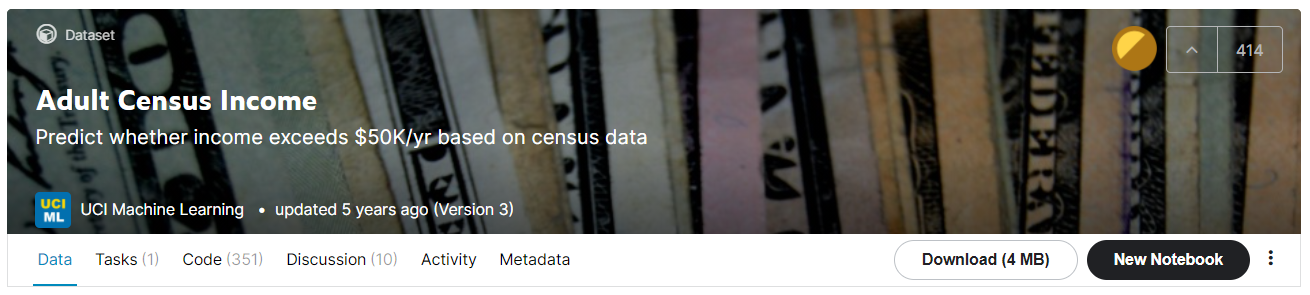 Dataset
414
Adult Census Income
Predict whether income exceeds $50K/yr based on census data
UCI
ML
UCI Machine Learning • updated 5 years ago (Version 3)
Data Tasks (1) Code (351) Discussion (10) Activity Metadata Download (4 MB) New Notebook